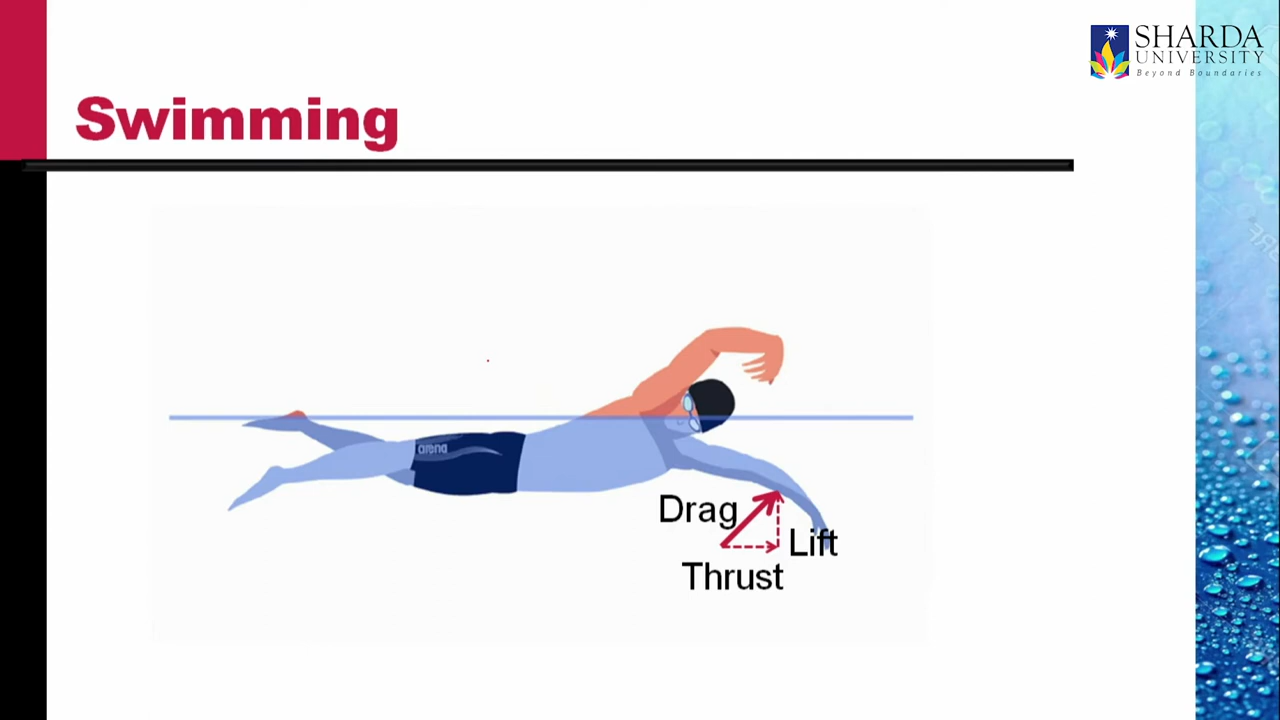 SHARDA
UNIVERSITY
Beyond Boundaries
Swimming
arena
Drag
Lift
Thrust